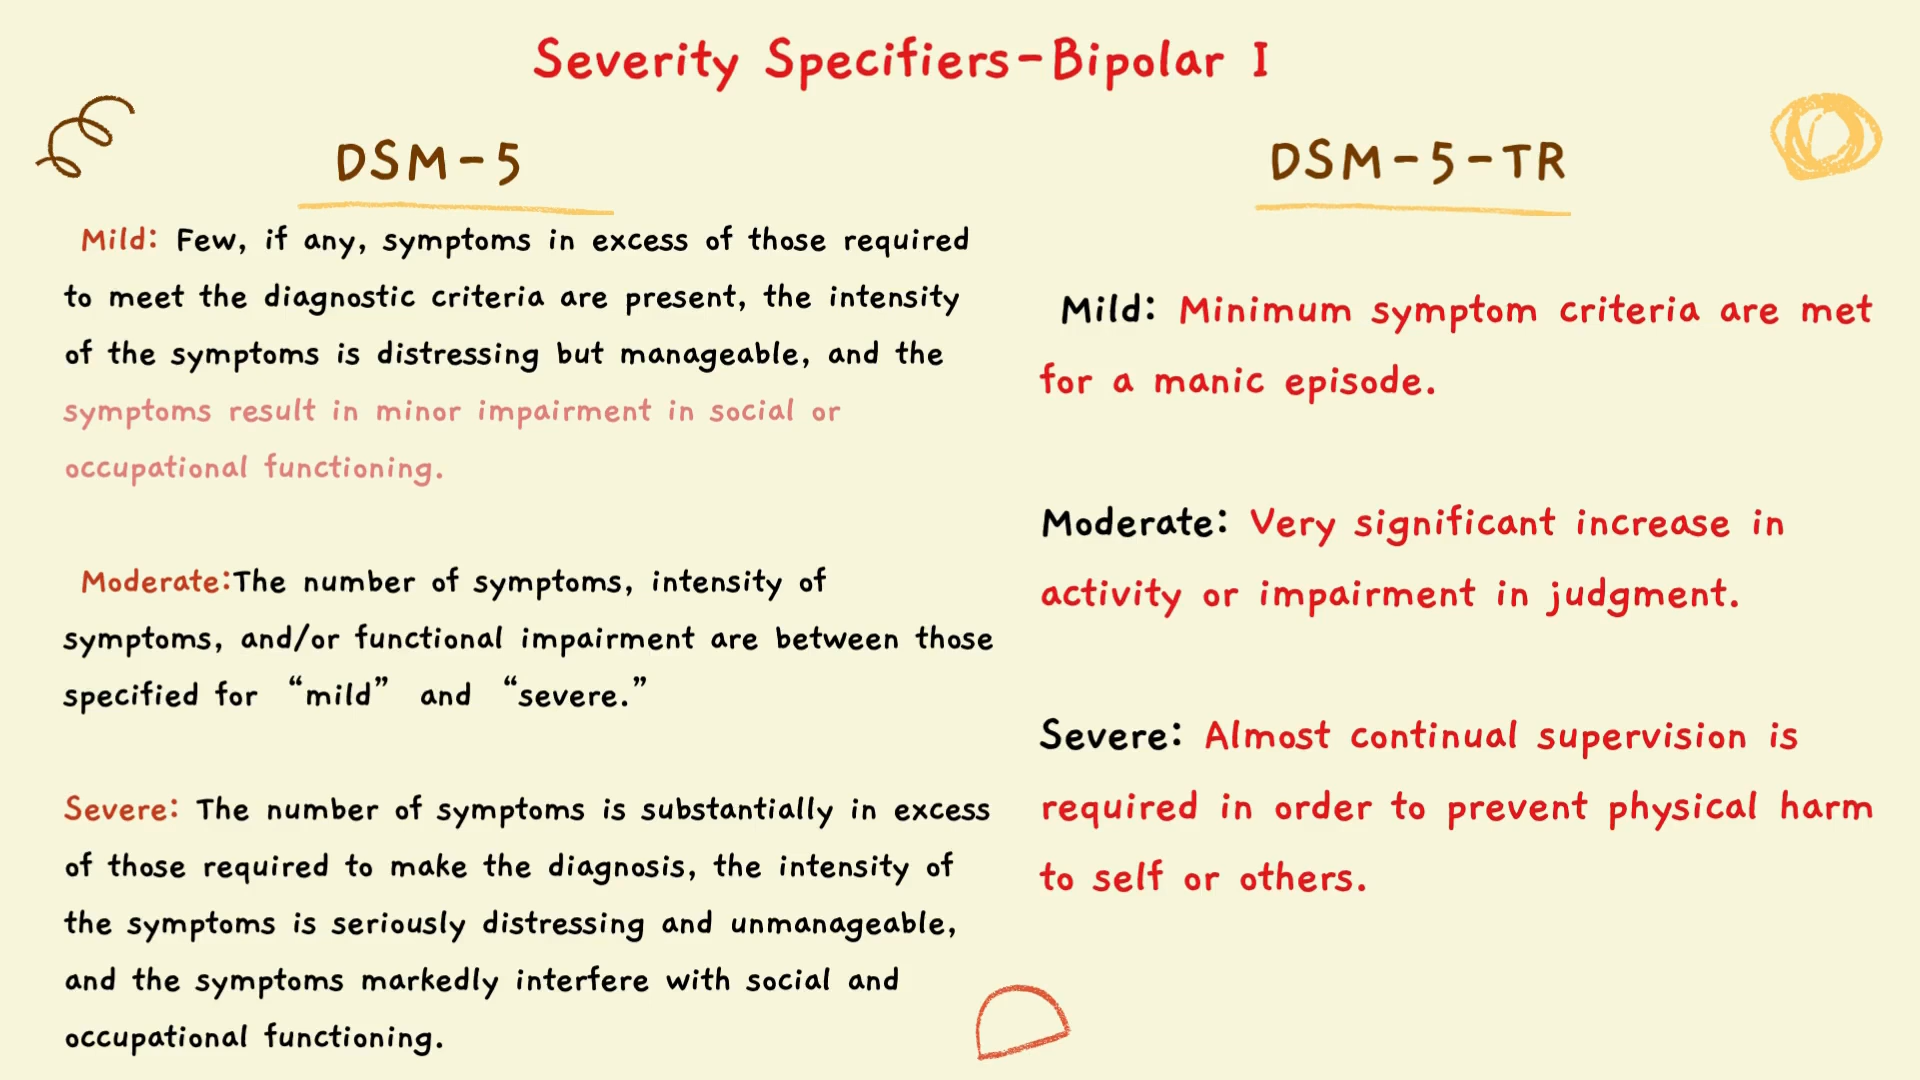 Severity Specifiers-Bipolar I
DSM-5
Mild: Few, if any, symptoms in excess of those required
to meet the diagnostic criteria are present, the intensity
of the symptoms is distressing but manageable, and the
symptoms result in minor impairment in social or
occupational functioning.
Moderate:The number of symptoms, intensity of
symptoms, and/or functional impairment are between those
specified for “mild” and “severe.”
Severe: The number of symptoms is substantially in excess
of those required to make the diagnosis, the intensity of
the symptoms is seriously distressing and unmanageable,
and the symptoms markedly interfere with social and
occupational functioning.
DSM-5-TR
Mild: Minimum symptom criteria are met
for a manic episode.
Moderate: Very significant increase in
activity or impairment in judgment.
Severe: Almost continual supervision is
required in order to prevent physical harm
to self or others.